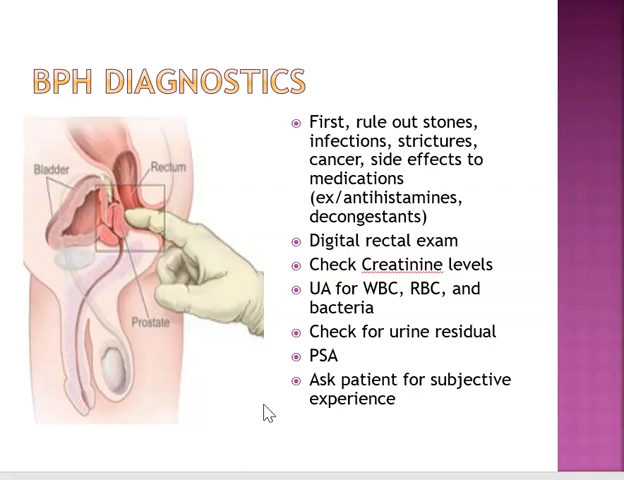 BPH DIAGNOSTICS
Bladder
Rectum
Prostate
First, rule out stones,
infections, strictures,
cancer, side effects to
medications
(ex/antihistamines,
decongestants)
Digital rectal exam
Check Creatinine levels
UA for WBC, RBC, and
bacteria
Check for urine residual
PSA
Ask patient for subjective
experience